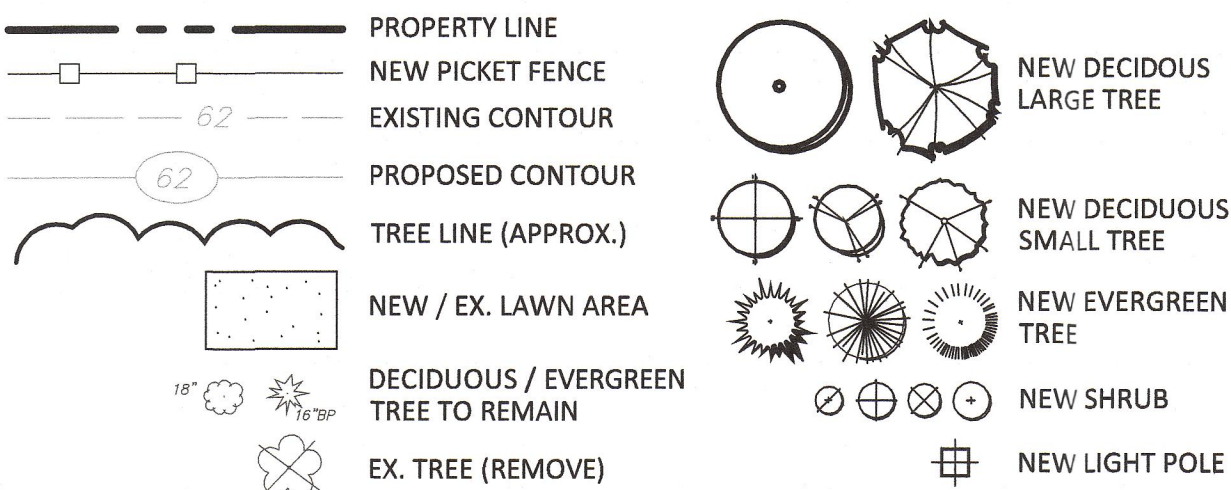 PROPERTY LINE
NEW PICKET FENCE
62
EXISTING CONTOUR
62
PROPOSED CONTOUR
TREE LINE (APPROX.)
NEW / EX. LAWN AREA
18"
16"BP
DECIDUOUS / EVERGREEN
TREE TO REMAIN
EX. TREE (REMOVE)
NEW DECIDOUS
LARGE TREE
NEW DECIDUOUS
SMALL TREE
NEW EVERGREEN
TREE
NEW SHRUB
NEW LIGHT POLE